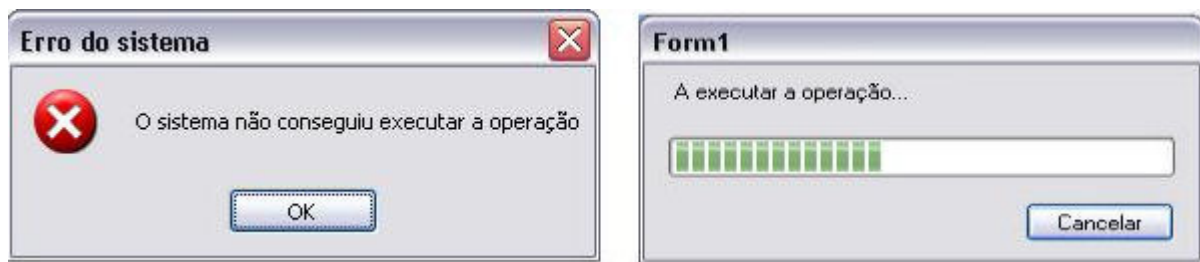 Erro do sistema
O sistema não conseguiu executar a operação
OK
Form1
A executar a operação...
Cancelar